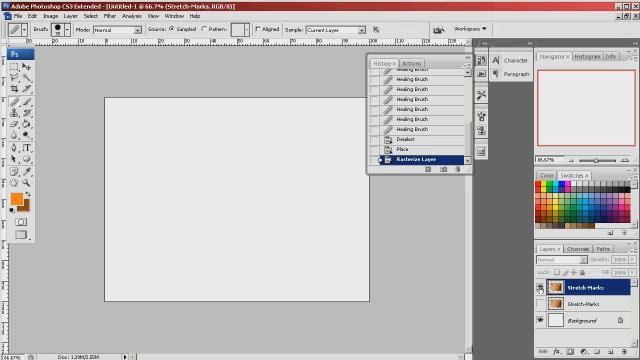 Adobe Photoshop CS3 Extended - [Untitled-1 @ 66.7% (Stretch-Marks, RGB/8)]
File Edit Image Layer Select Filter Analysis View Window Help
Brush: Mode: Normal Source: Sampled Pattern: Aligned Sample: Current Layer Workspace
Ps
History × Actions
Healing Brush
Healing Brush
Healing Brush
Healing Brush
Healing Brush
Healing Brush
Healing Brush
Deselect
Place
Rasterize Layer
Character
Paragraph
Navigator × Histogram Info
66.67%
Color Swatches ×
Layers × Channels Paths
Normal Opacity: 100%
Lock: Fill: 100%
Stretch-Marks
Stretch-Marks
Background
66.67% Doc: